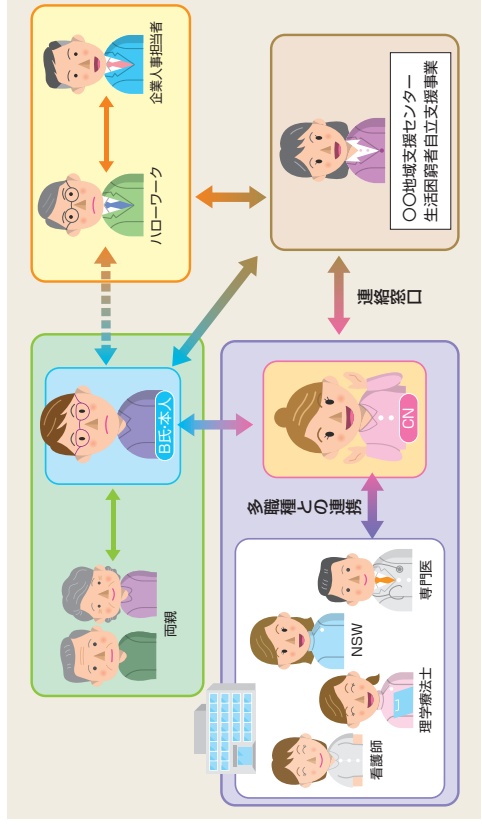 両親
B氏・本人
ハローワーク
企業人事担当者
看護師
理学療法士
NSW
専門医
多職種との連携
CN
連絡窓口
〇〇地域支援センター
生活困窮者自立支援事業